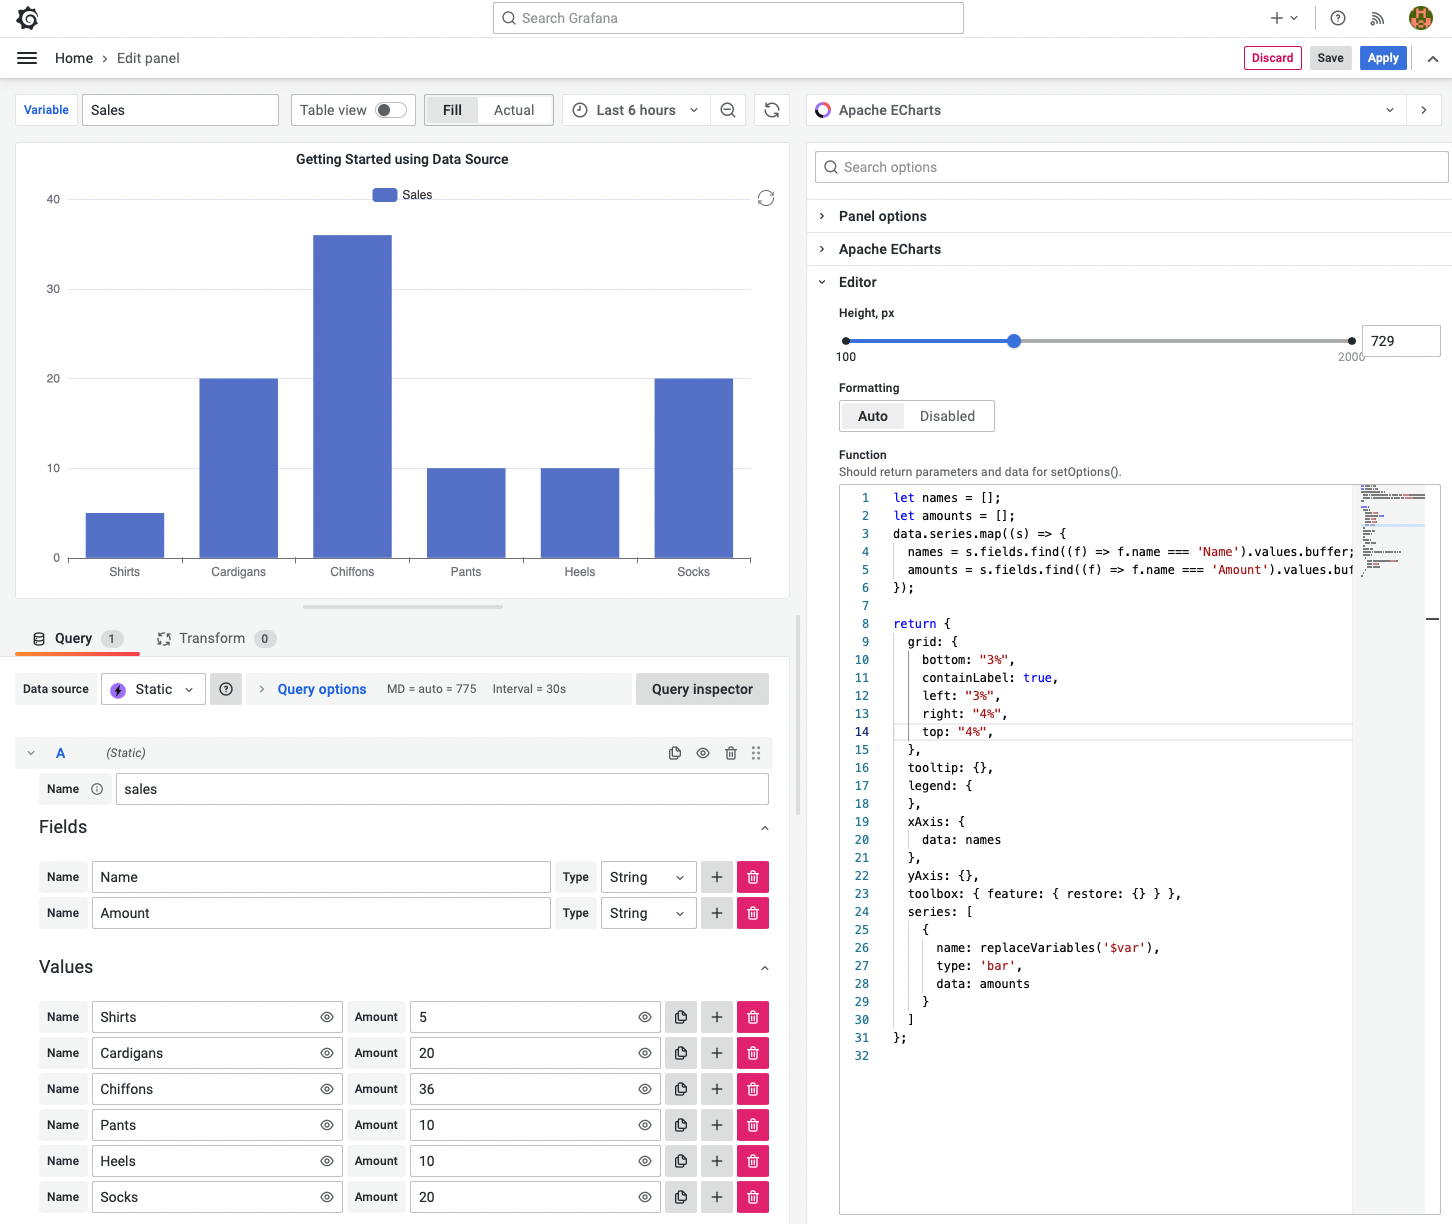 Search Grafana
Home › Edit panel
Discard Save Apply
Variable Sales Table view Fill Actual Last 6 hours
Apache ECharts
Getting Started using Data Source
Sales
40
30
20
10
0
Shirts Cardigans Chiffons Pants Heels Socks
Query 1 Transform 0
Data source Static Query options MD = auto = 775 Interval = 30s Query inspector
A (Static)
Name sales
Fields
Name Name Type String
Name Amount Type String
Values
Name Shirts Amount 5
Name Cardigans Amount 20
Name Chiffons Amount 36
Name Pants Amount 10
Name Heels Amount 10
Name Socks Amount 20
Search options
Panel options
Apache ECharts
Editor
Height, px
729
100 2000
Formatting
Auto Disabled
Function
Should return parameters and data for setOptions().
1 let names = [];
2 let amounts = [];
3 data.series.map((s) => {
4 names = s.fields.find((f) => f.name === 'Name').values.buffer;
5 amounts = s.fields.find((f) => f.name === 'Amount').values.buf
6 });
7
8 return {
9 grid: {
10 bottom: "3%",
11 containLabel: true,
12 left: "3%",
13 right: "4%",
14 top: "4%",
15 },
16 tooltip: {},
17 legend: {
18 },
19 xAxis: {
20 data: names
21 },
22 yAxis: {},
23 toolbox: { feature: { restore: {} } },
24 series: [
25 {
26 name: replaceVariables('$var'),
27 type: 'bar',
28 data: amounts
29 }
30 ]
31 };
32